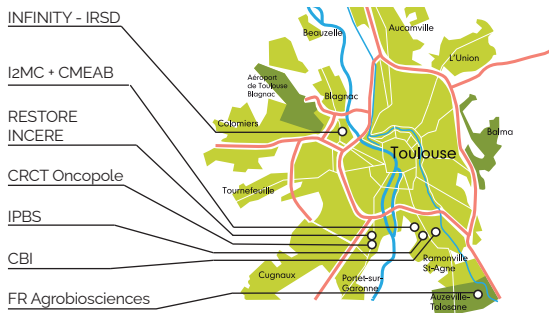 INFINITY - IRSD
I2MC + CMEAB
RESTORE
INCERE
CRCT Oncopole
IPBS
CBI
FR Agrobiosciences
Beauzelle
Aucamville
L'Union
Aéroport
de Toulouse
Blagnac
Blagnac
Colomiers
Balma
Toulouse
Tournefeuille
Cugnaux
Portet-sur-
Garonne
Ramonville
St-Agne
Auzeville-
Tolosane